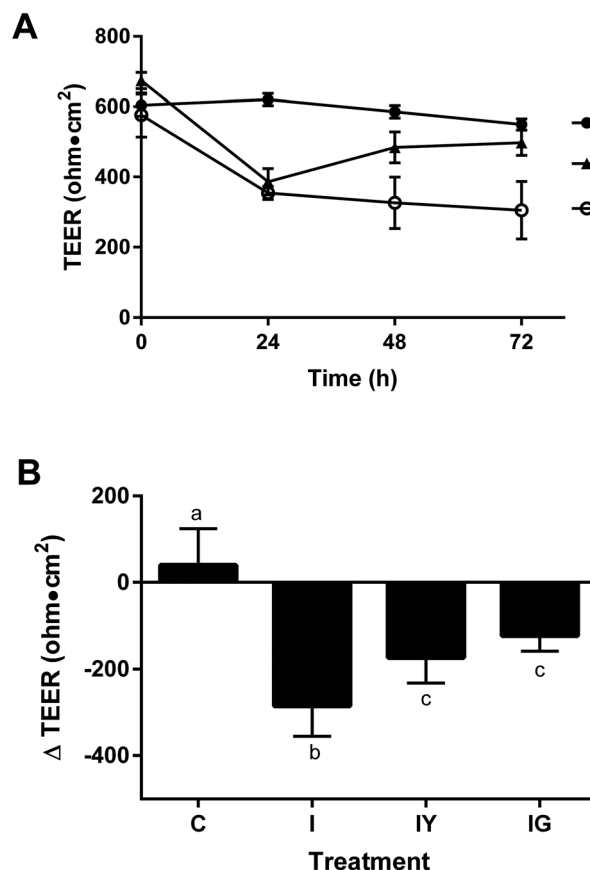 A
800
600
400
200
0
TEER (ohm•cm²)
0 24 48 72
Time (h)
B
200
0
-200
-400
Δ TEER (ohm•cm²)
a
b
c
c
C I IY IG
Treatment